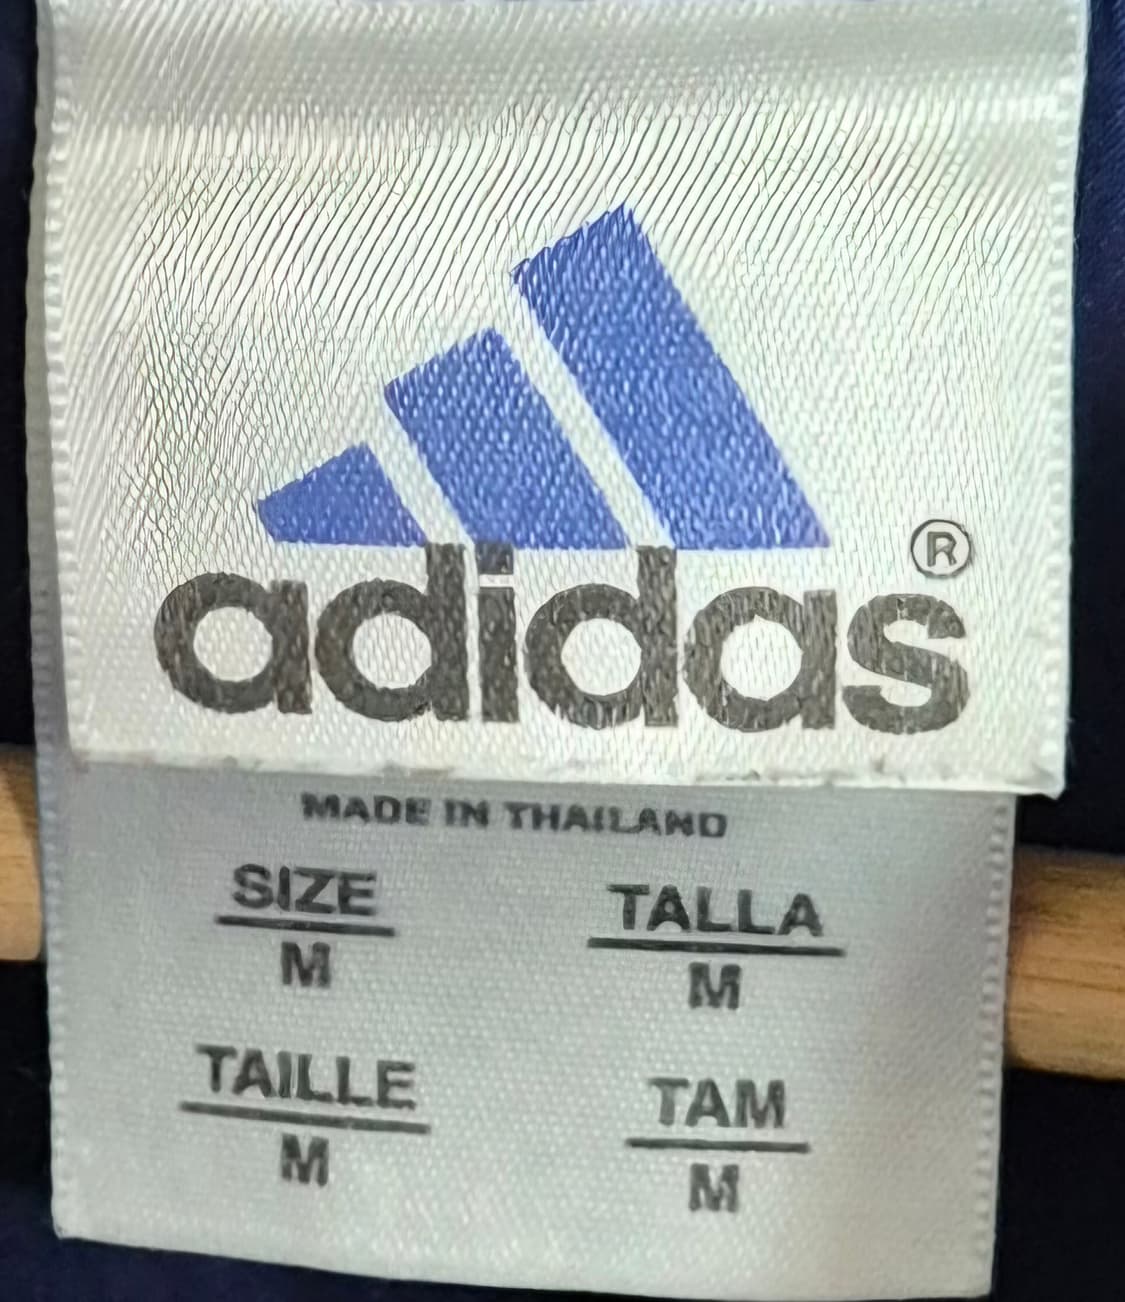 adidas ®
MADE IN THAILAND
SIZE TALLA
M M
TAILLE TAM
M M